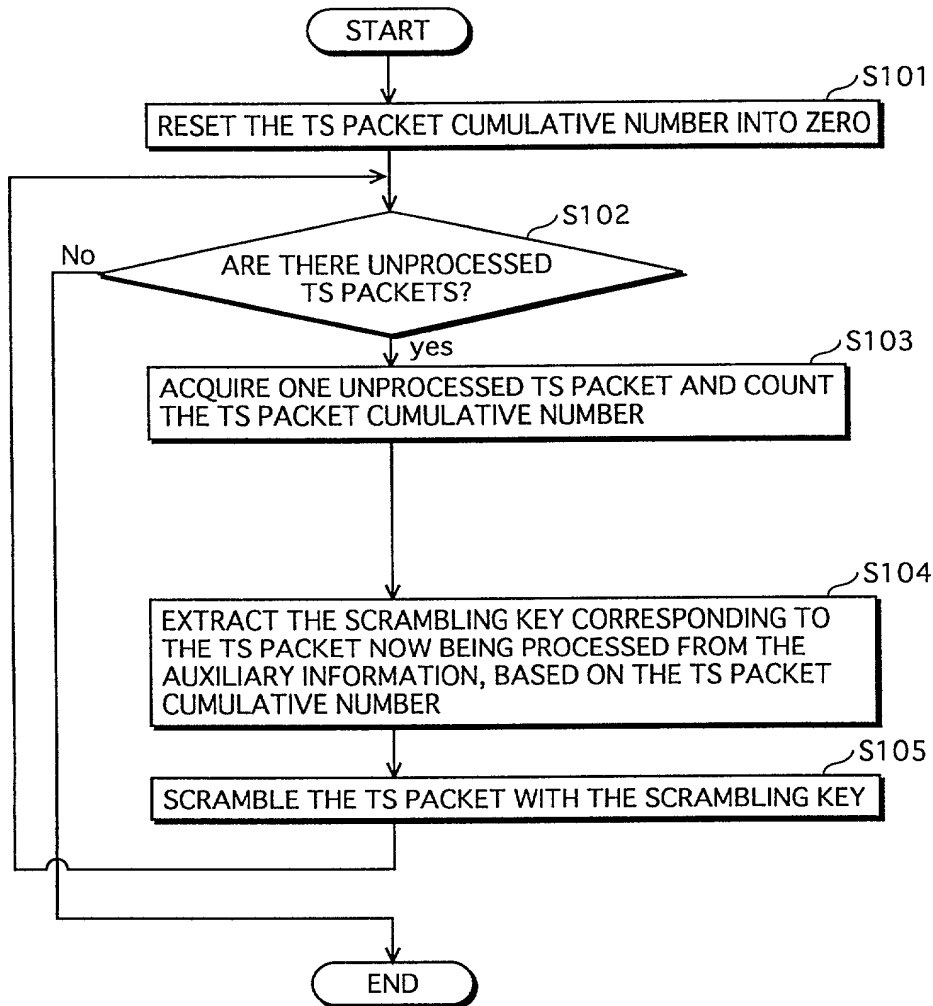 START
S101
RESET THE TS PACKET CUMULATIVE NUMBER INTO ZERO
S102
No
ARE THERE UNPROCESSED
TS PACKETS?
yes
S103
ACQUIRE ONE UNPROCESSED TS PACKET AND COUNT
THE TS PACKET CUMULATIVE NUMBER
S104
EXTRACT THE SCRAMBLING KEY CORRESPONDING TO
THE TS PACKET NOW BEING PROCESSED FROM THE
AUXILIARY INFORMATION, BASED ON THE TS PACKET
CUMULATIVE NUMBER
S105
SCRAMBLE THE TS PACKET WITH THE SCRAMBLING KEY
END